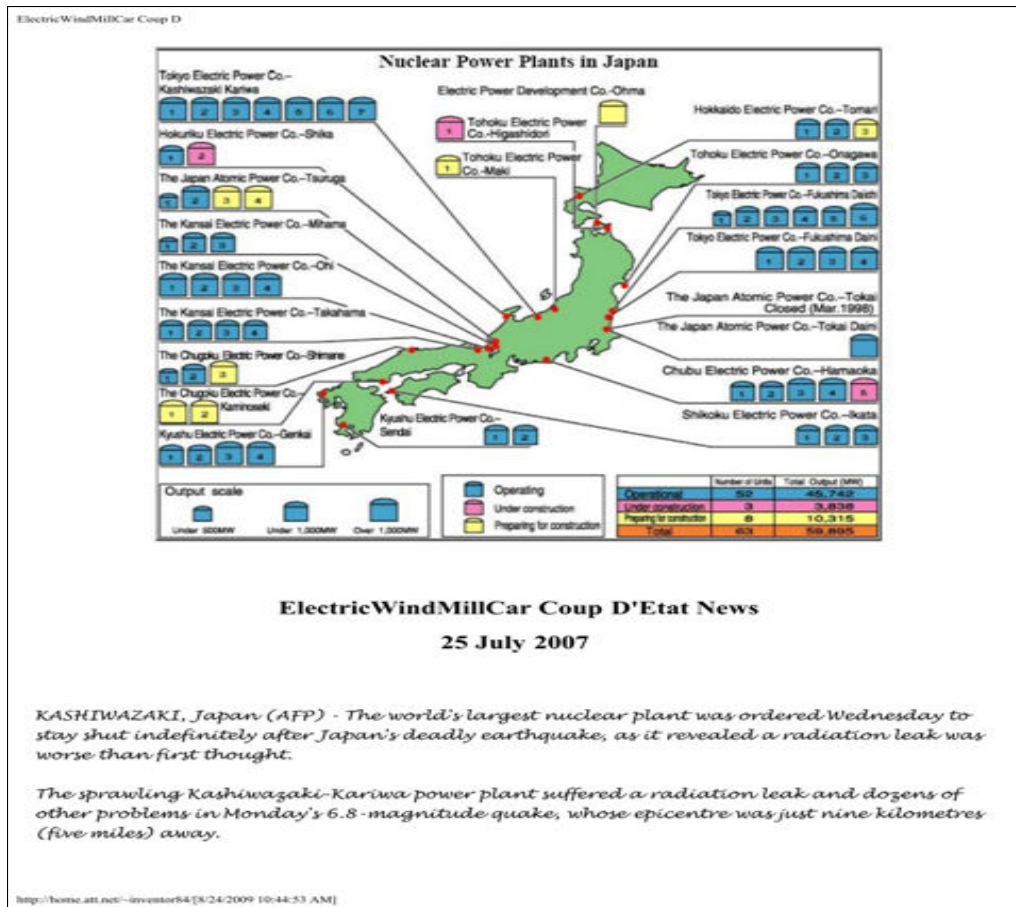 ElectricWindMillCar Coup D
Nuclear Power Plants in Japan
Tokyo Electric Power Co.–
Kashiwazaki Kariwa
1 2 3 4 5 6 7
Hokuriku Electric Power Co.–Shika
1 2
The Japan Atomic Power Co.–Tsuruga
1 2 3 4
The Kansai Electric Power Co.–Mihama
1 2 3
The Kansai Electric Power Co.–Ohi
1 2 3 4
The Kansai Electric Power Co.–Takahama
1 2 3 4
The Chugoku Electric Power Co.–Shimane
1 2 3
The Chugoku Electric Power Co.–
Kaminoseki
1 2
Kyushu Electric Power Co.–Genkai
1 2 3 4
Electric Power Development Co.–Ohma
1 Tohoku Electric Power
Co.–Higashidori
1 Tohoku Electric Power
Co.–Maki
Kyushu Electric Power Co.–
Sendai
1 2
Hokkaido Electric Power Co.–Tomari
1 2 3
Tohoku Electric Power Co.–Onagawa
1 2 3
Tokyo Electric Power Co.–Fukushima Daiichi
1 2 3 4 5 6
Tokyo Electric Power Co.–Fukushima Daini
1 2 3 4
The Japan Atomic Power Co.–Tokai
Closed (Mar.1998)
The Japan Atomic Power Co.–Tokai Daini
Chubu Electric Power Co.–Hamaoka
1 2 3 4 5
Shikoku Electric Power Co.–Ikata
1 2 3
Output scale
Under 500MW Under 1,000MW Over 1,000MW
Operating
Under construction
Preparing for construction
Number of Units Total Output (MW)
Operational 52 45,742
Under construction 3 3,838
Preparing for construction 8 10,315
Total 63 59,895
ElectricWindMillCar Coup D'Etat News
25 July 2007
KASHIWAZAKI, Japan (AFP) - The world's largest nuclear plant was ordered Wednesday to
stay shut indefinitely after Japan's deadly earthquake, as it revealed a radiation leak was
worse than first thought.
The sprawling Kashiwazaki-Kariwa power plant suffered a radiation leak and dozens of
other problems in Monday's 6.8-magnitude quake, whose epicentre was just nine kilometres
(five miles) away.
http://home.att.net/~inventor84/[8/24/2009 10:44:53 AM]